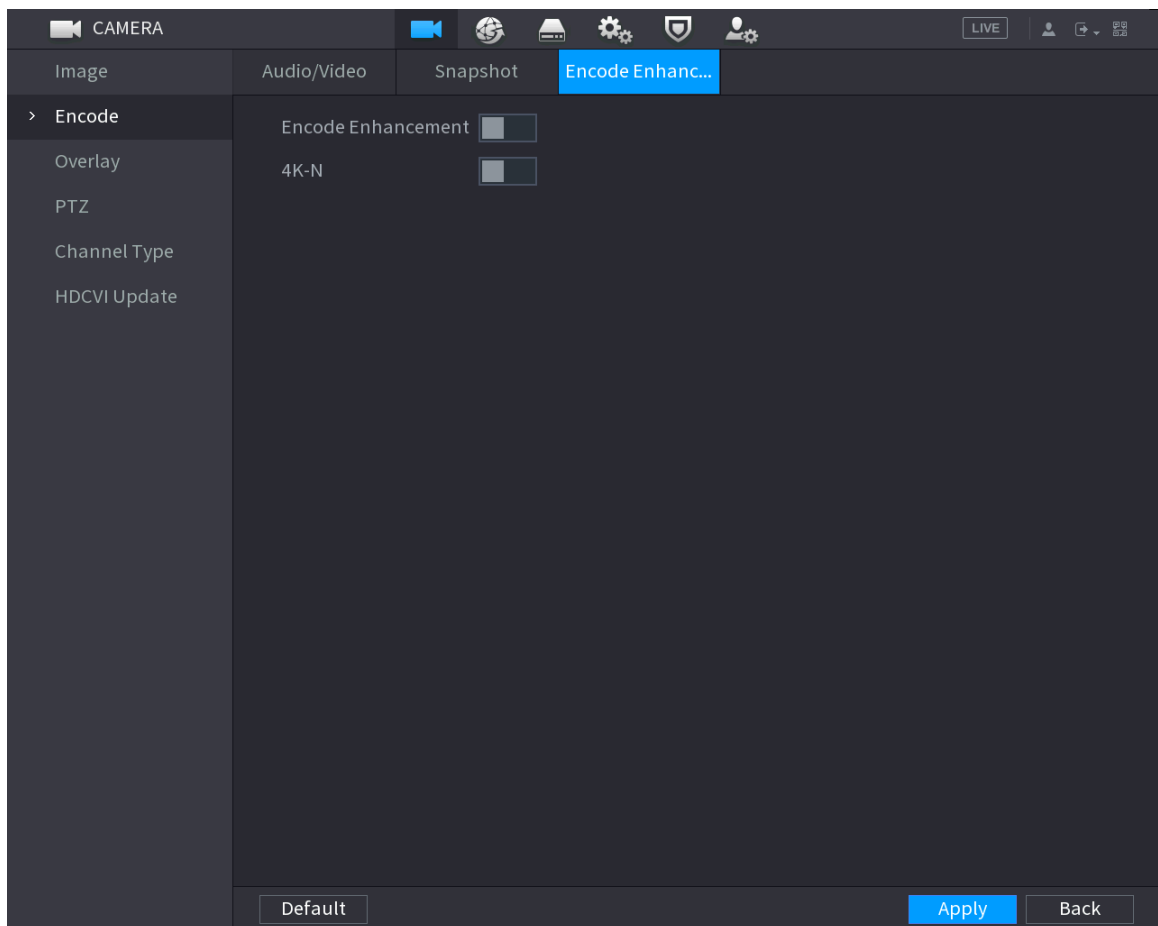 CAMERA
LIVE
Image
Audio/Video
Snapshot
Encode Enhanc...
Encode
Encode Enhancement
Overlay
4K-N
PTZ
Channel Type
HDCVI Update
Default
Apply
Back